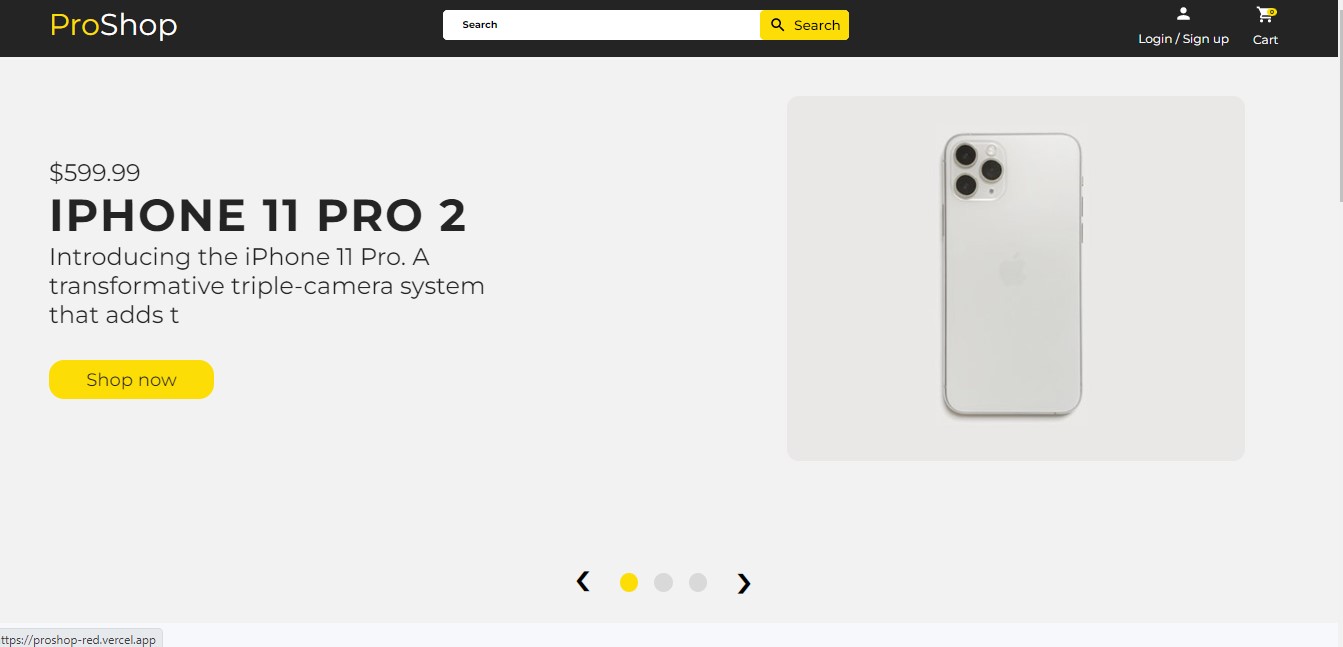 ProShop
Search
Search
Login / Sign up
0
Cart
$599.99
IPHONE 11 PRO 2
Introducing the iPhone 11 Pro. A
transformative triple-camera system
that adds t
Shop now
ttps://proshop-red.vercel.app